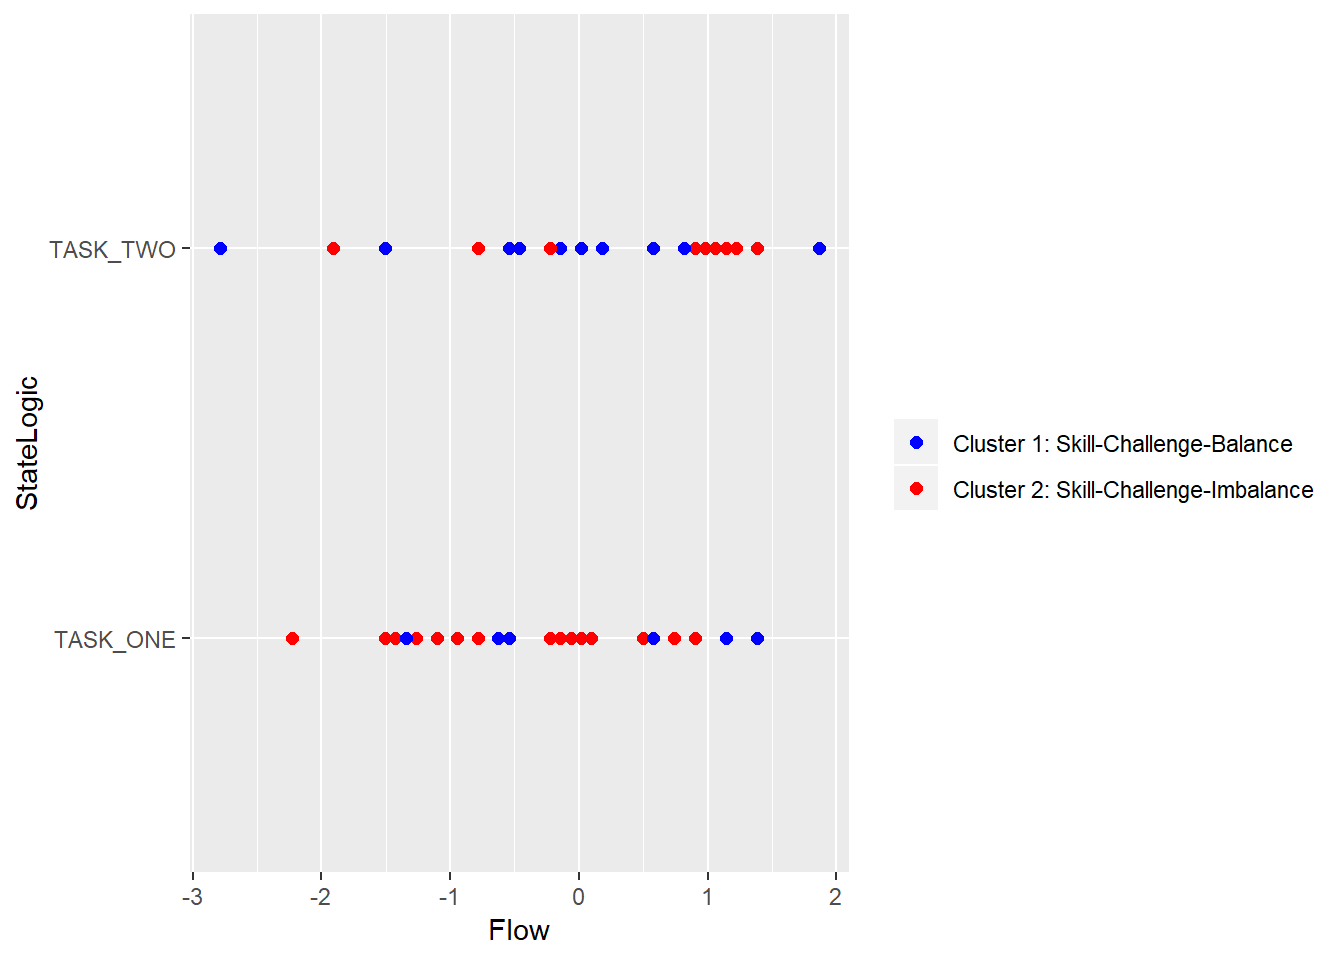 TASK_TWO
StateLogic
Cluster 1: Skill-Challenge-Balance
Cluster 2: Skill-Challenge-Imbalance
TASK_ONE
-3 -2 -1 0 1 2
Flow